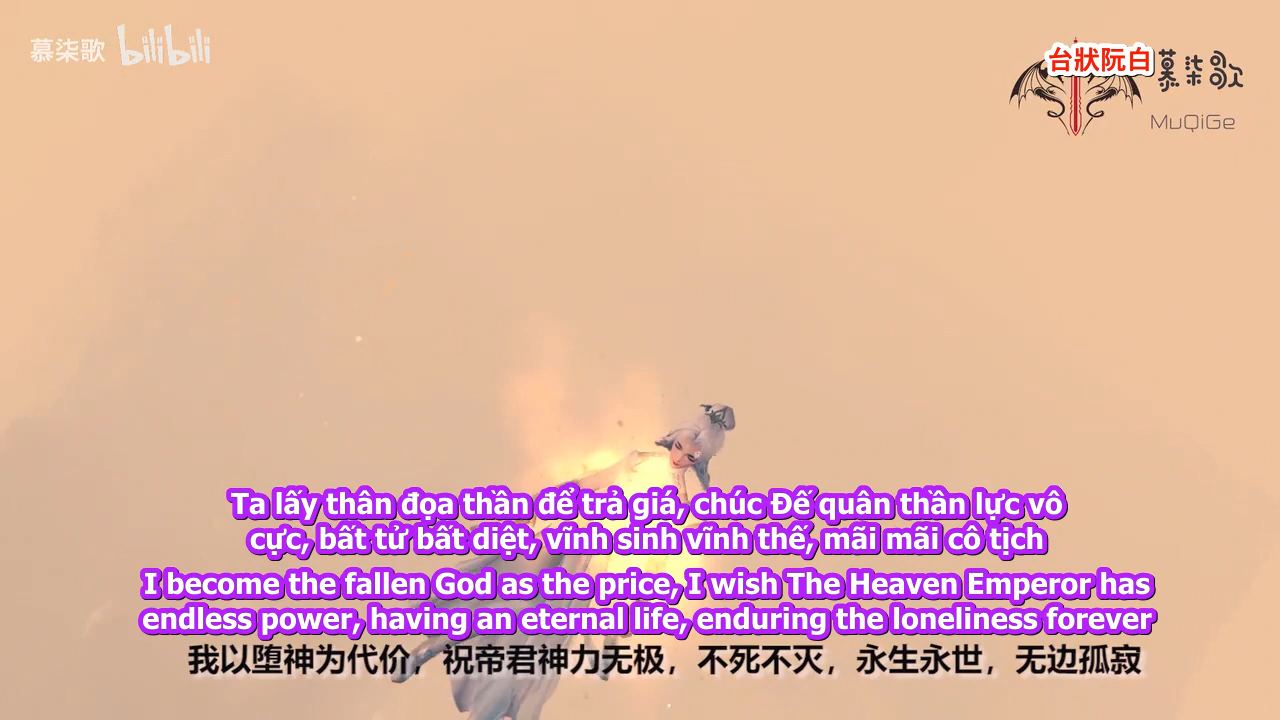 慕柒歌 bilibili
台狀阮白
慕柒歌
MuQiGe
Ta lấy thân đọa thần để trả giá, chúc Đế quân thần lực vô
cực, bất tử bất diệt, vĩnh sinh vĩnh thế, mãi mãi cô tịch
I become the fallen God as the price, I wish The Heaven Emperor has
endless power, having an eternal life, enduring the loneliness forever
我以堕神为代价，祝帝君神力无极，不死不灭，永生永世，无边孤寂